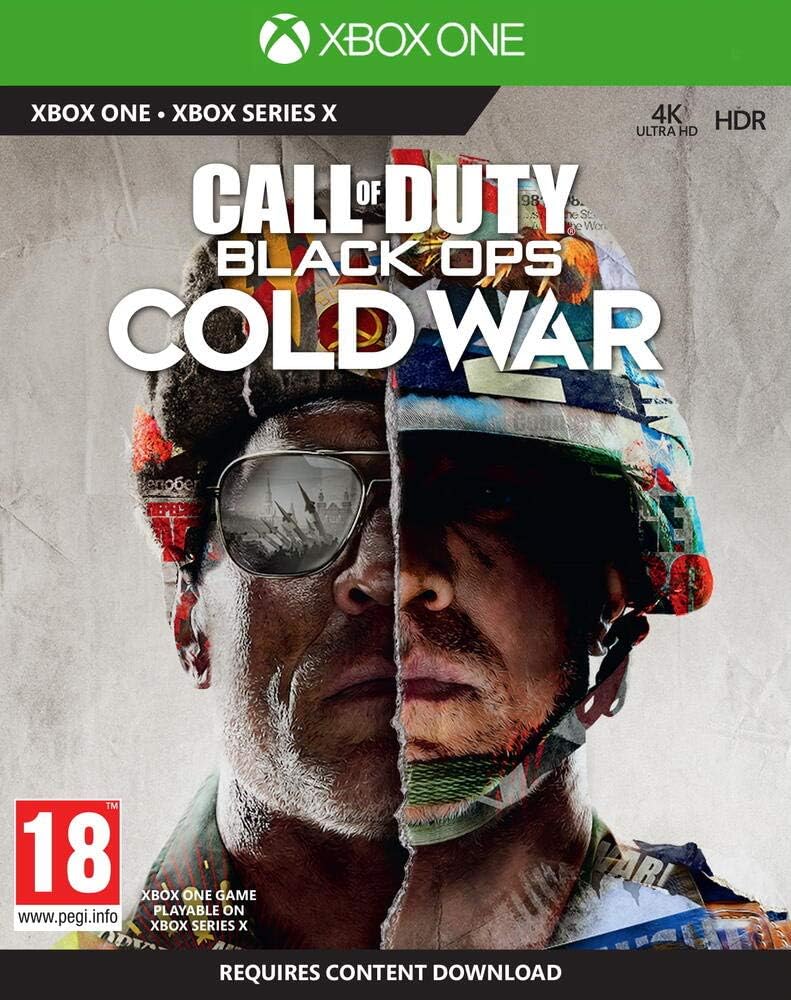 XBOX ONE
XBOX ONE • XBOX SERIES X
4K
ULTRA HD
HDR
CALL OF DUTY®
BLACK OPS
COLD WAR
18
™
www.pegi.info
XBOX ONE GAME
PLAYABLE ON
XBOX SERIES X
REQUIRES CONTENT DOWNLOAD